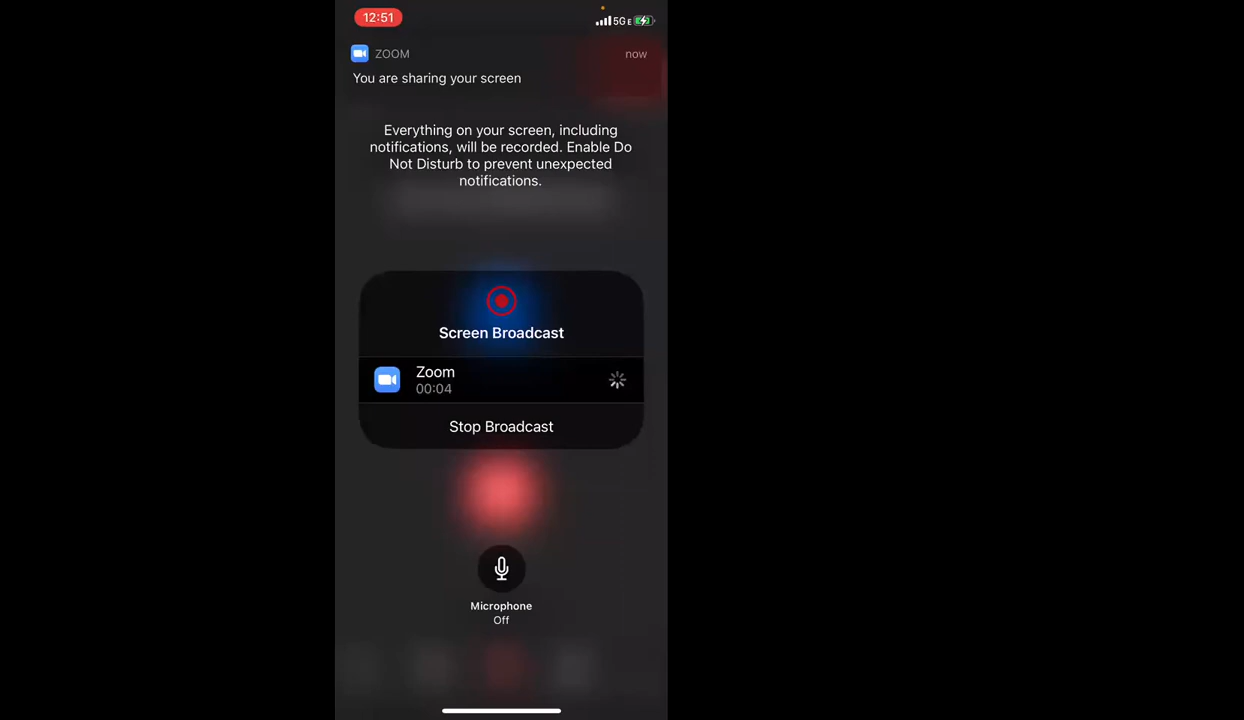 12:51
5G E
ZOOM
now
You are sharing your screen
Everything on your screen, including
notifications, will be recorded. Enable Do
Not Disturb to prevent unexpected
notifications.
Screen Broadcast
Zoom
00:04
Stop Broadcast
Microphone
Off